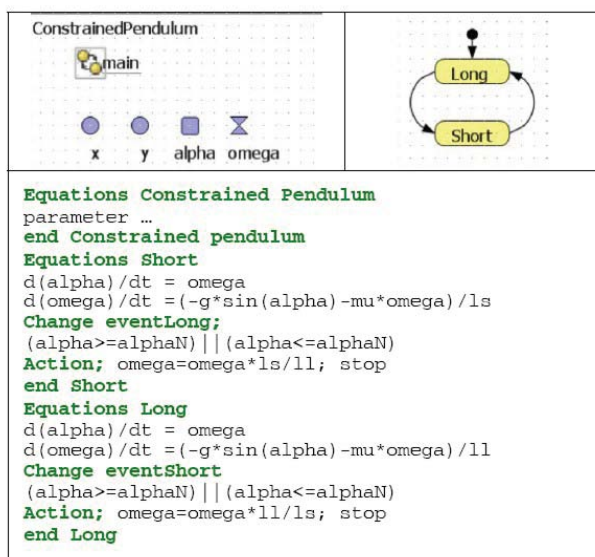 ConstrainedPendulum
main
x y alpha omega
Long
Short
Equations Constrained Pendulum
parameter …
end Constrained pendulum
Equations Short
d(alpha)/dt = omega
d(omega)/dt =(-g*sin(alpha)-mu*omega)/ls
Change eventLong;
(alpha>=alphaN)||(alpha<=alphaN)
Action; omega=omega*ls/ll; stop
end Short
Equations Long
d(alpha)/dt = omega
d(omega)/dt =(-g*sin(alpha)-mu*omega)/ll
Change eventShort
(alpha>=alphaN)||(alpha<=alphaN)
Action; omega=omega*ll/ls; stop
end Long